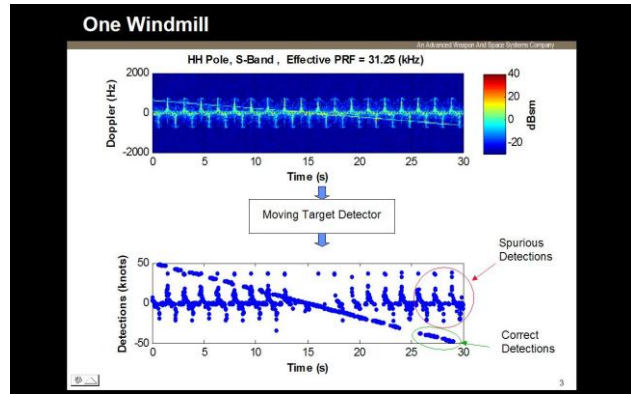 One Windmill
An Advanced Weapon And Space Systems Company
HH Pole, S-Band , Effective PRF = 31.25 (kHz)
2000
0
-2000
Doppler (Hz)
0 5 10 15 20 25 30
Time (s)
40
20
0
-20
dBsm
Moving Target Detector
50
0
-50
Detections (knots)
0 5 10 15 20 25 30
Time (s)
Spurious
Detections
Correct
Detections
3